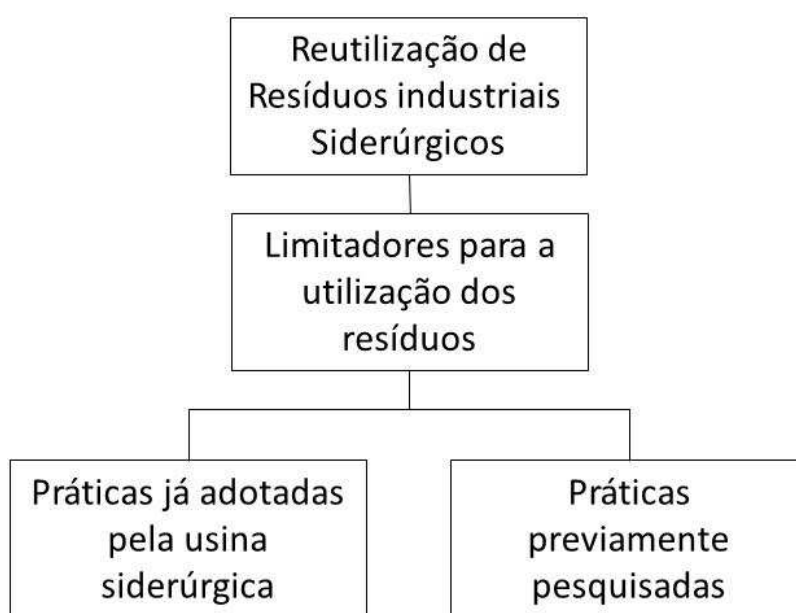 Reutilização de
Resíduos industriais
Siderúrgicos
Limitadores para a
utilização dos
resíduos
Práticas já adotadas
pela usina
siderúrgica
Práticas
previamente
pesquisadas